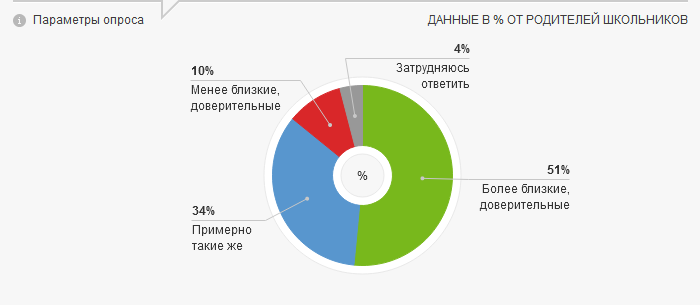 Параметры опроса
ДАННЫЕ В % ОТ РОДИТЕЛЕЙ ШКОЛЬНИКОВ
4%
Затрудняюсь
ответить
10%
Менее близкие,
доверительные
51%
Более близкие,
доверительные
%
34%
Примерно
такие же